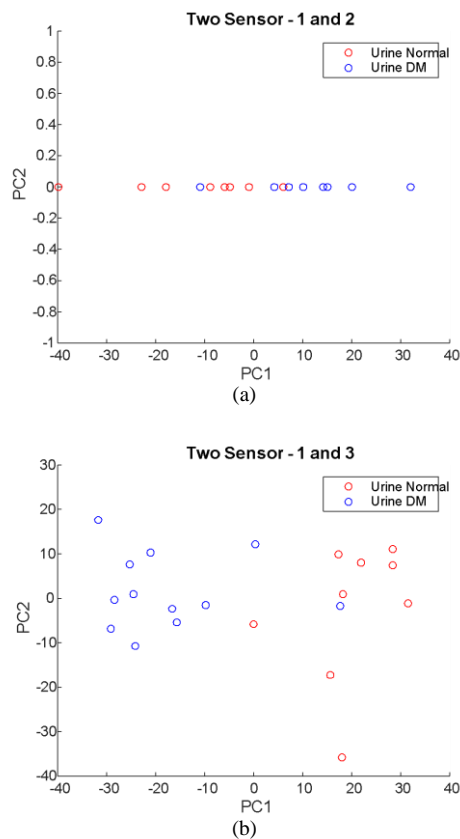 Two Sensor - 1 and 2
Urine Normal
Urine DM
1
0.8
0.6
0.4
0.2
0
-0.2
-0.4
-0.6
-0.8
-1
PC2
-40 -30 -20 -10 0 10 20 30 40
PC1
(a)
Two Sensor - 1 and 3
Urine Normal
Urine DM
30
20
10
0
-10
-20
-30
-40
PC2
-40 -30 -20 -10 0 10 20 30 40
PC1
(b)